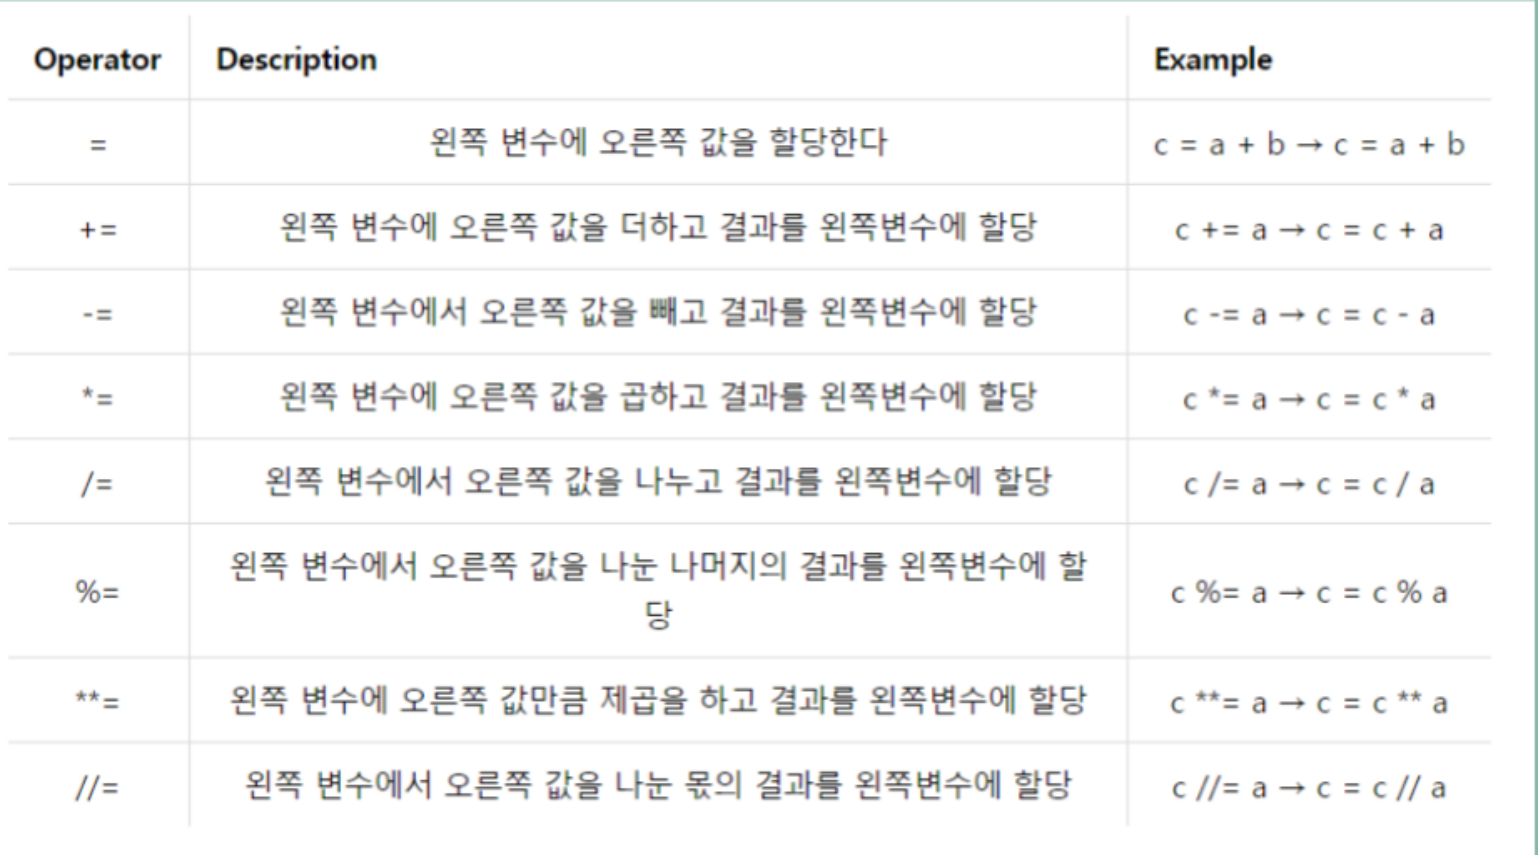 Operator Description Example
= 왼쪽 변수에 오른쪽 값을 할당한다 c = a + b → c = a + b
+= 왼쪽 변수에 오른쪽 값을 더하고 결과를 왼쪽변수에 할당 c += a → c = c + a
-= 왼쪽 변수에서 오른쪽 값을 빼고 결과를 왼쪽변수에 할당 c -= a → c = c - a
*= 왼쪽 변수에 오른쪽 값을 곱하고 결과를 왼쪽변수에 할당 c *= a → c = c * a
/= 왼쪽 변수에서 오른쪽 값을 나누고 결과를 왼쪽변수에 할당 c /= a → c = c / a
%= 왼쪽 변수에서 오른쪽 값을 나눈 나머지의 결과를 왼쪽변수에 할
당 c %= a → c = c % a
**= 왼쪽 변수에 오른쪽 값만큼 제곱을 하고 결과를 왼쪽변수에 할당 c **= a → c = c ** a
//= 왼쪽 변수에서 오른쪽 값을 나눈 몫의 결과를 왼쪽변수에 할당 c //= a → c = c // a